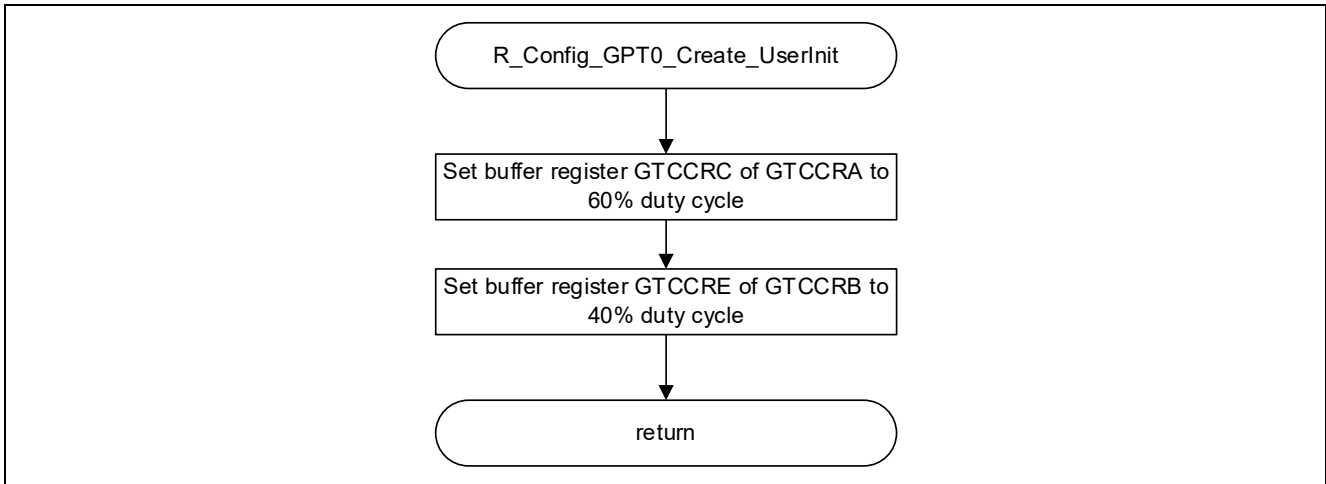 R_Config_GPT0_Create_UserInit
Set buffer register GTCCRC of GTCCRA to
60% duty cycle
Set buffer register GTCCRE of GTCCRB to
40% duty cycle
return